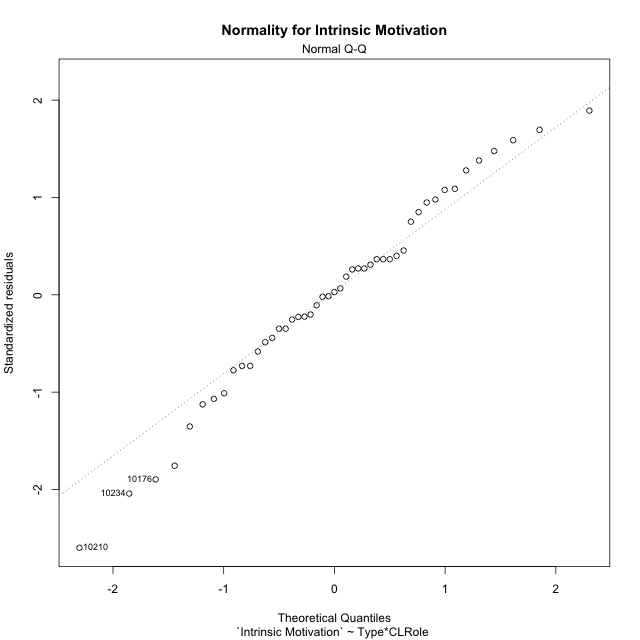 Normality for Intrinsic Motivation
Normal Q-Q
2
1
0
-1
-2
Standardized residuals
10176
10234
10210
-2
-1
0
1
2
Theoretical Quantiles
`Intrinsic Motivation` ~ Type*CLRole